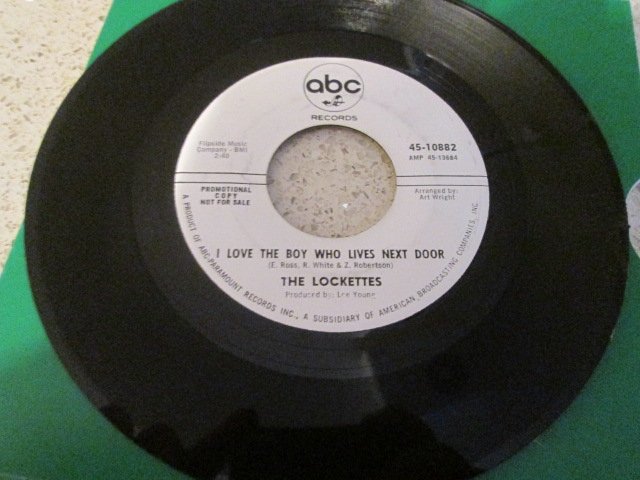 abc
RECORDS
Flipside Music
Company - BMI
2:40
45-10882
AMP 45-13684
PROMOTIONAL
COPY
NOT FOR SALE
Arranged by:
Art Wright
I LOVE THE BOY WHO LIVES NEXT DOOR
(E. Ross, R. White & Z. Robertson)
THE LOCKETTES
Produced by: Lee Young
A PRODUCT OF ABC-PARAMOUNT RECORDS INC., A SUBSIDIARY OF AMERICAN BROADCASTING COMPANIES, INC.